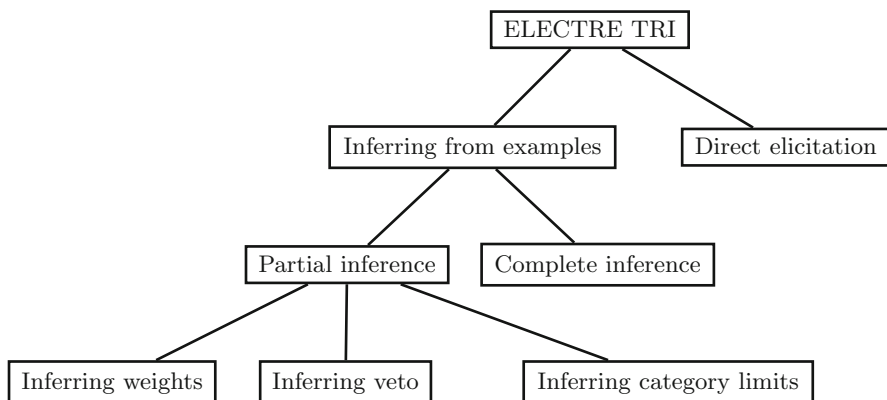 ELECTRE TRI
Inferring from examples
Direct elicitation
Partial inference
Complete inference
Inferring weights
Inferring veto
Inferring category limits